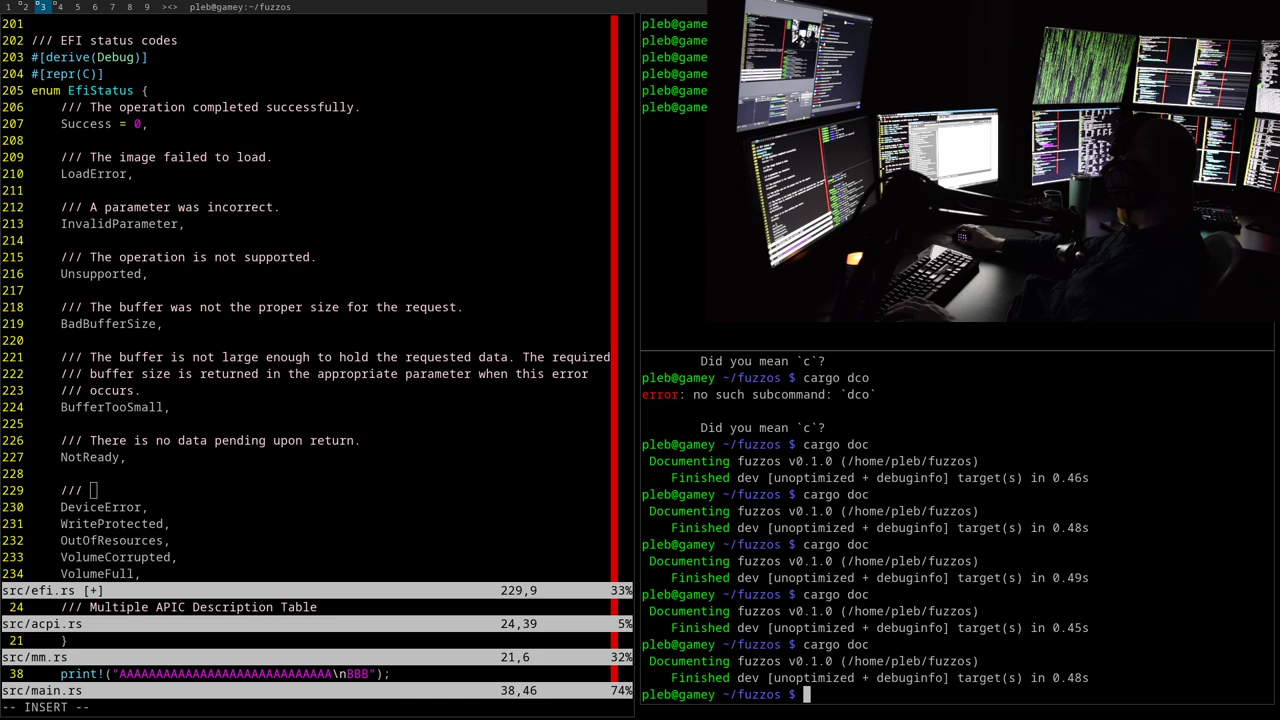 1 2 3 4 5 6 7 8 9 ><> pleb@gamey:~/fuzzos
201
202 /// EFI status codes
203 #[derive(Debug)]
204 #[repr(C)]
205 enum EfiStatus {
206 /// The operation completed successfully.
207 Success = 0,
208
209 /// The image failed to load.
210 LoadError,
211
212 /// A parameter was incorrect.
213 InvalidParameter,
214
215 /// The operation is not supported.
216 Unsupported,
217
218 /// The buffer was not the proper size for the request.
219 BadBufferSize,
220
221 /// The buffer is not large enough to hold the requested data. The required
222 /// buffer size is returned in the appropriate parameter when this error
223 /// occurs.
224 BufferTooSmall,
225
226 /// There is no data pending upon return.
227 NotReady,
228
229 ///
230 DeviceError,
231 WriteProtected,
232 OutOfResources,
233 VolumeCorrupted,
234 VolumeFull,
src/efi.rs [+] 229,9 33%
24 /// Multiple APIC Description Table
src/acpi.rs 24,39 5%
21 }
src/mm.rs 21,6 32%
38 print!("AAAAAAAAAAAAAAAAAAAAAAAAAAAAA\nBBB");
src/main.rs 38,46 74%
-- INSERT --
pleb@game
pleb@game
pleb@game
pleb@game
pleb@game
pleb@game
Did you mean `c`?
pleb@gamey ~/fuzzos $ cargo dco
error: no such subcommand: `dco`
Did you mean `c`?
pleb@gamey ~/fuzzos $ cargo doc
Documenting fuzzos v0.1.0 (/home/pleb/fuzzos)
Finished dev [unoptimized + debuginfo] target(s) in 0.46s
pleb@gamey ~/fuzzos $ cargo doc
Documenting fuzzos v0.1.0 (/home/pleb/fuzzos)
Finished dev [unoptimized + debuginfo] target(s) in 0.48s
pleb@gamey ~/fuzzos $ cargo doc
Documenting fuzzos v0.1.0 (/home/pleb/fuzzos)
Finished dev [unoptimized + debuginfo] target(s) in 0.49s
pleb@gamey ~/fuzzos $ cargo doc
Documenting fuzzos v0.1.0 (/home/pleb/fuzzos)
Finished dev [unoptimized + debuginfo] target(s) in 0.45s
pleb@gamey ~/fuzzos $ cargo doc
Documenting fuzzos v0.1.0 (/home/pleb/fuzzos)
Finished dev [unoptimized + debuginfo] target(s) in 0.48s
pleb@gamey ~/fuzzos $